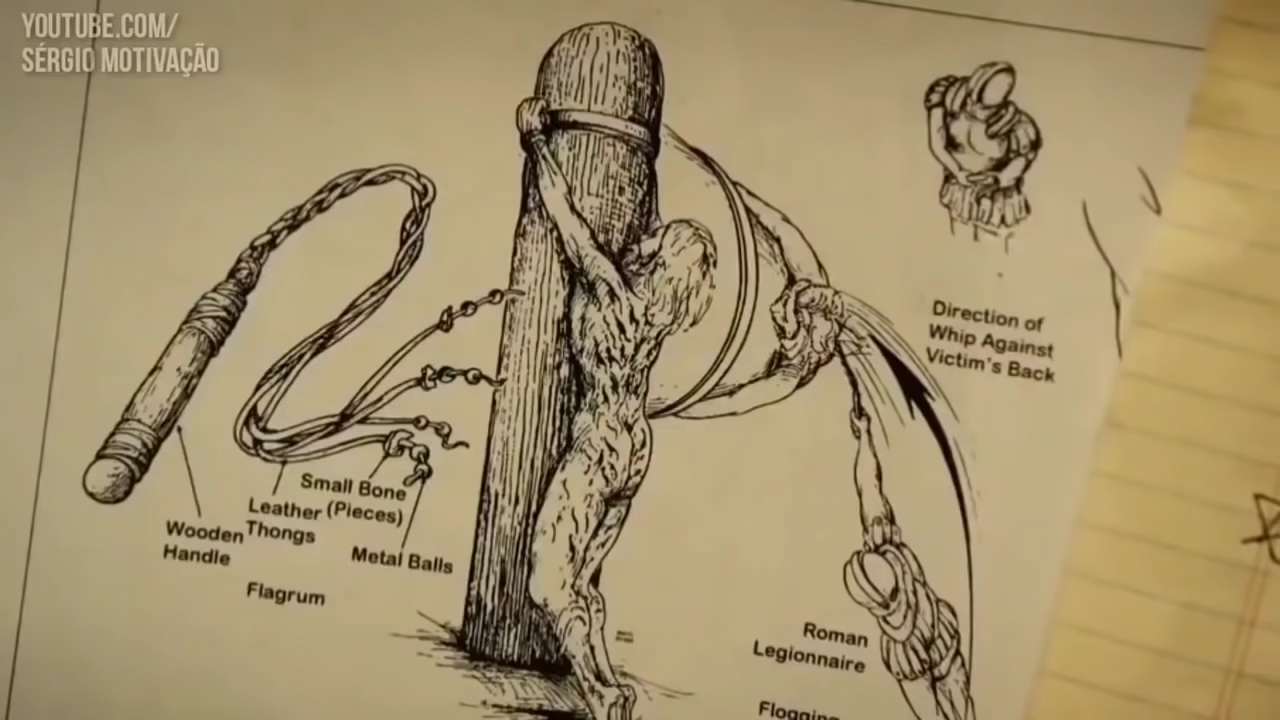 YOUTUBE.COM/
SÉRGIO MOTIVAÇÃO
Direction of
Whip Against
Victim's Back
Small Bone
(Pieces)
Leather
Thongs
Wooden
Handle
Metal Balls
Flagrum
Roman
Legionnaire